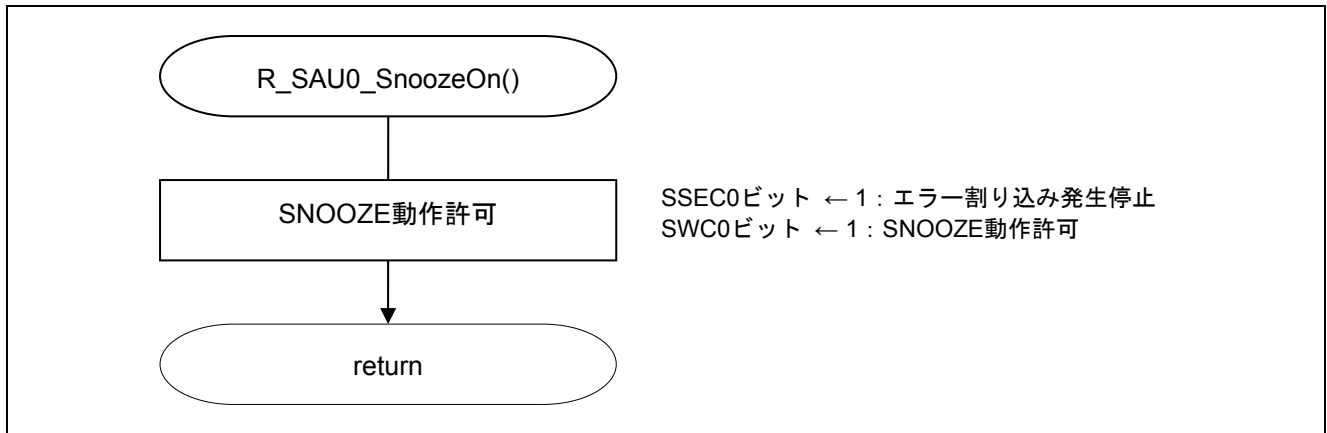 R_SAU0_SnoozeOn()
SNOOZE動作許可
SSEC0ビット ← 1：エラー割り込み発生停止
SWC0ビット ← 1：SNOOZE動作許可
return